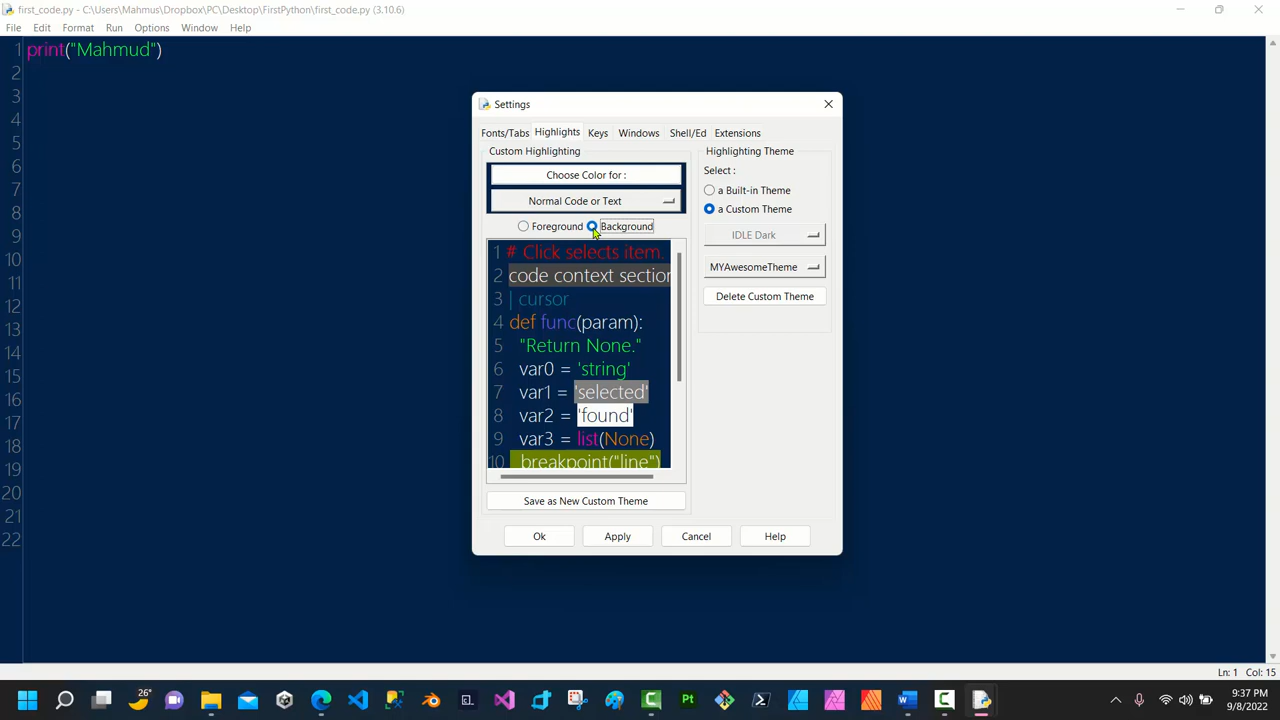 first_code.py - C:\Users\Mahmus\Dropbox\PC\Desktop\FirstPython\first_code.py (3.10.6)
File Edit Format Run Options Window Help
1 print("Mahmud")
2
3
4
5
6
7
8
9
10
11
12
13
14
15
16
17
18
19
20
21
22
Settings
Fonts/Tabs Highlights Keys Windows Shell/Ed Extensions
Custom Highlighting
Choose Color for :
Normal Code or Text
Foreground Background
1 # Click selects item.
2 code context section
3 | cursor
4 def func(param):
5 "Return None."
6 var0 = 'string'
7 var1 = 'selected'
8 var2 = 'found'
9 var3 = list(None)
10 breakpoint("line")
Save as New Custom Theme
Highlighting Theme
Select :
a Built-in Theme
a Custom Theme
IDLE Dark
MYAwesomeTheme
Delete Custom Theme
Ok Apply Cancel Help
Ln: 1 Col: 15
26°
Pt
9:37 PM
9/8/2022